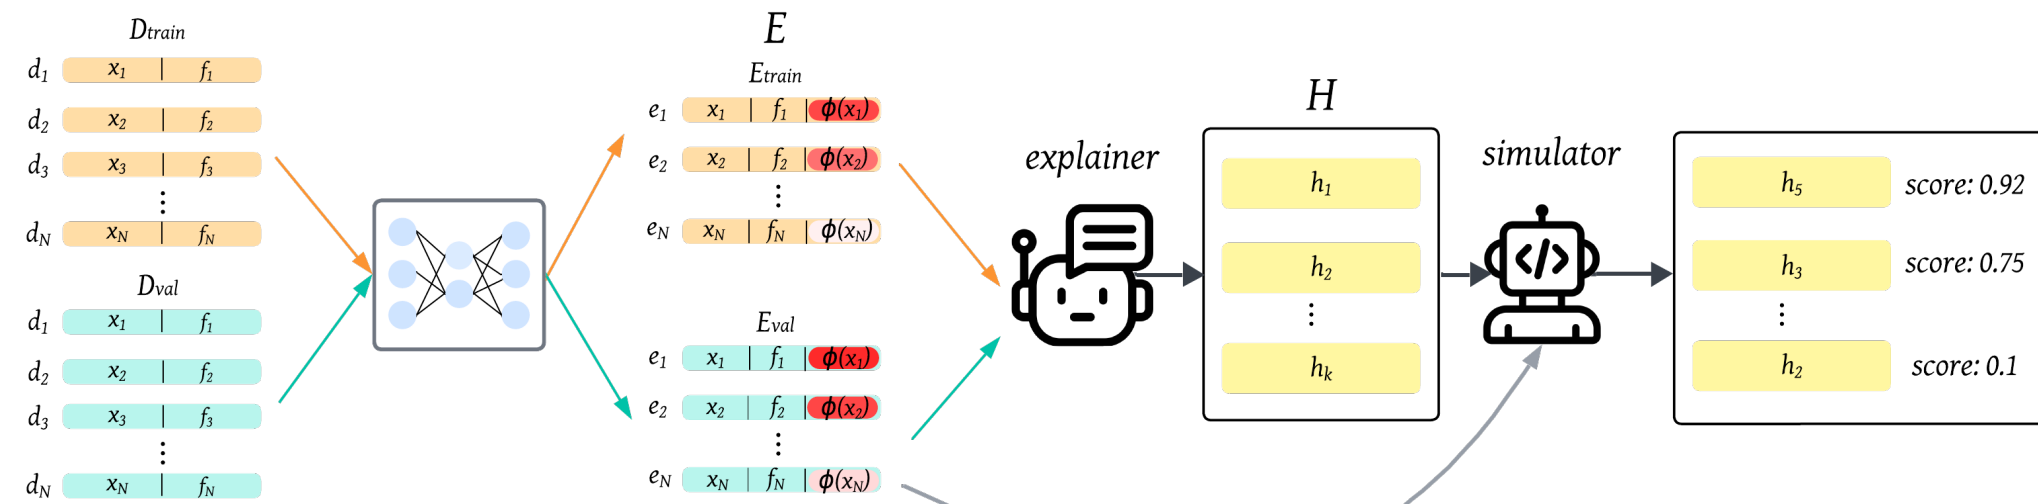 Dtrain
d1 x1 | f1
d2 x2 | f2
d3 x3 | f3
⋮
dN xN | fN
Dval
d1 x1 | f1
d2 x2 | f2
d3 x3 | f3
⋮
dN xN | fN
E
Etrain
e1 x1 | f1 | ϕ(x1)
e2 x2 | f2 | ϕ(x2)
⋮
eN xN | fN | ϕ(xN)
Eval
e1 x1 | f1 | ϕ(x1)
e2 x2 | f2 | ϕ(x2)
⋮
eN xN | fN | ϕ(xN)
explainer
H
h1
h2
⋮
hk
simulator
</>
h5 score: 0.92
h3 score: 0.75
⋮
h2 score: 0.1